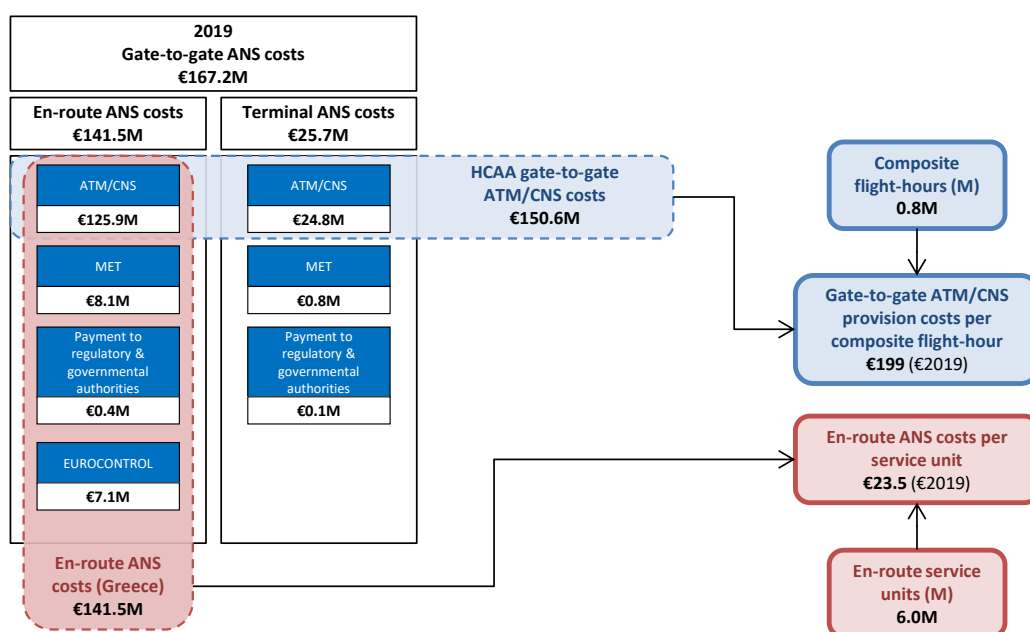 2019
Gate-to-gate ANS costs
€167.2M
En-route ANS costs
€141.5M
Terminal ANS costs
€25.7M
ATM/CNS
€125.9M
ATM/CNS
€24.8M
HCAA gate-to-gate
ATM/CNS costs
€150.6M
MET
€8.1M
MET
€0.8M
Payment to
regulatory &
governmental
authorities
€0.4M
Payment to
regulatory &
governmental
authorities
€0.1M
EUROCONTROL
€7.1M
En-route ANS
costs (Greece)
€141.5M
Composite
flight-hours (M)
0.8M
Gate-to-gate ATM/CNS
provision costs per
composite flight-hour
€199 (€2019)
En-route ANS costs per
service unit
€23.5 (€2019)
En-route service
units (M)
6.0M